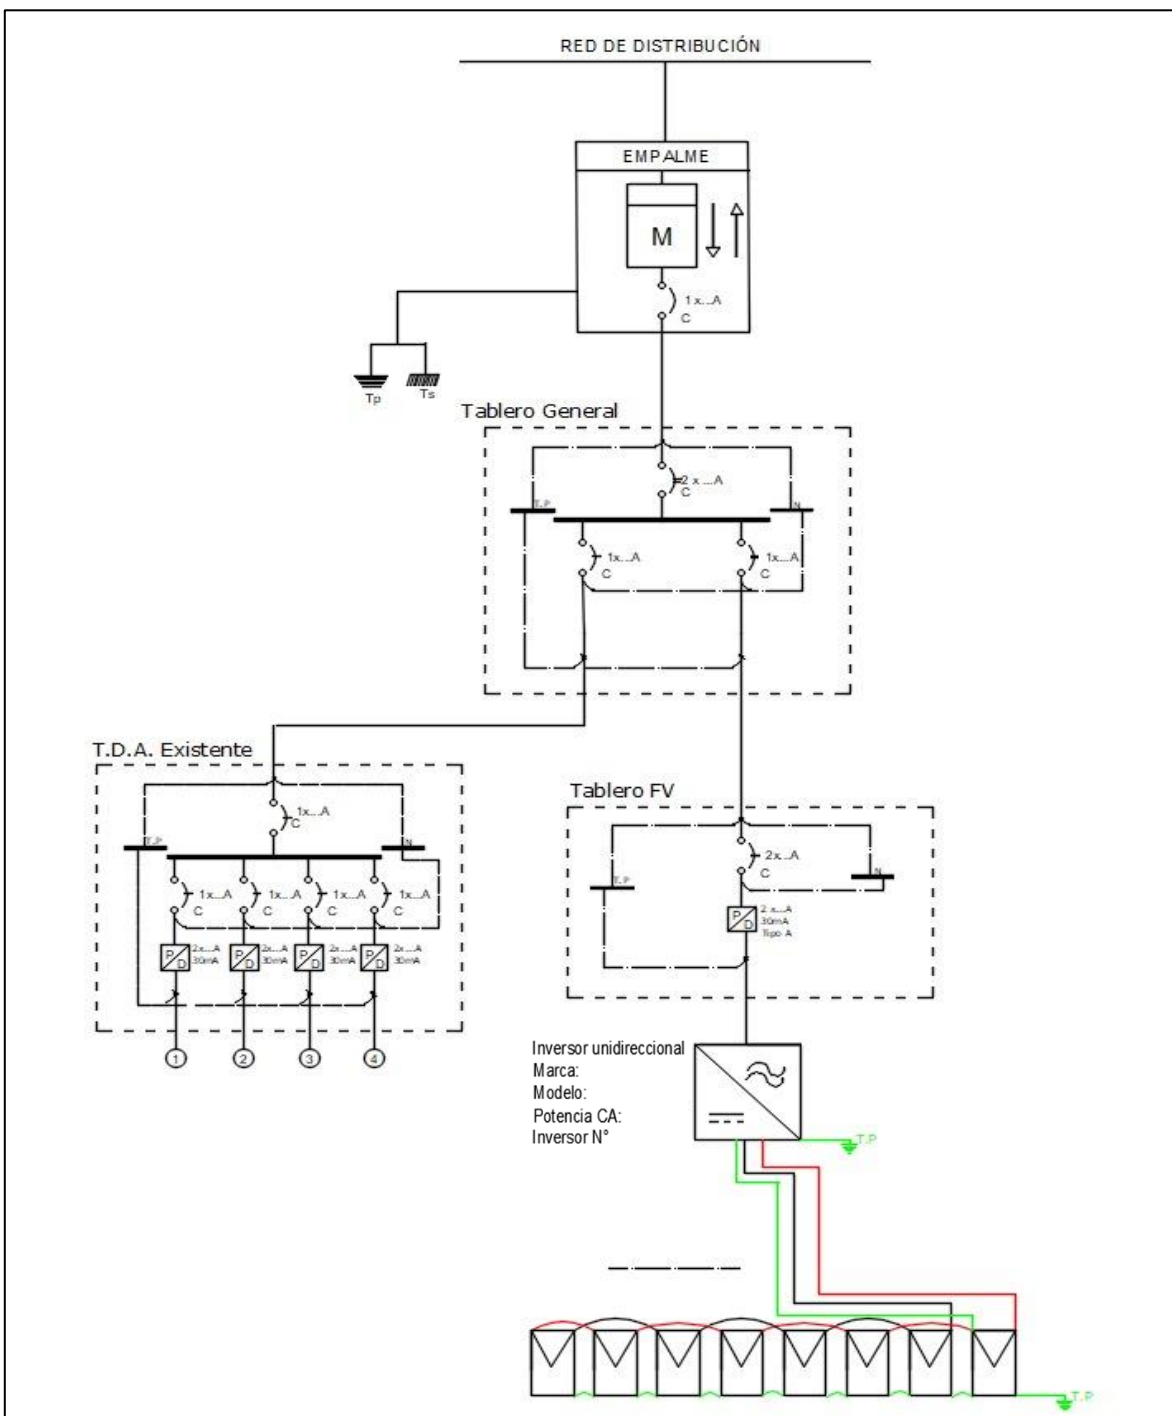 RED DE DISTRIBUCIÓN
EMPALME
M
1x...A
C
Tp
Ts
Tablero General
2 x ...A
C
T.P
N
1x...A
C
1x...A
C
T.D.A. Existente
1x...A
C
T.P
N
1x...A
C
1x...A
C
1x...A
C
1x...A
C
P
D
2x...A
30mA
P
D
2x...A
30mA
P
D
2x...A
30mA
P
D
2x...A
30mA
1
2
3
4
Tablero FV
2x...A
C
T.P
N
P
D
2 x...A
30mA
Tipo A
Inversor unidireccional
Marca:
Modelo:
Potencia CA:
Inversor N°
T.P
T.P